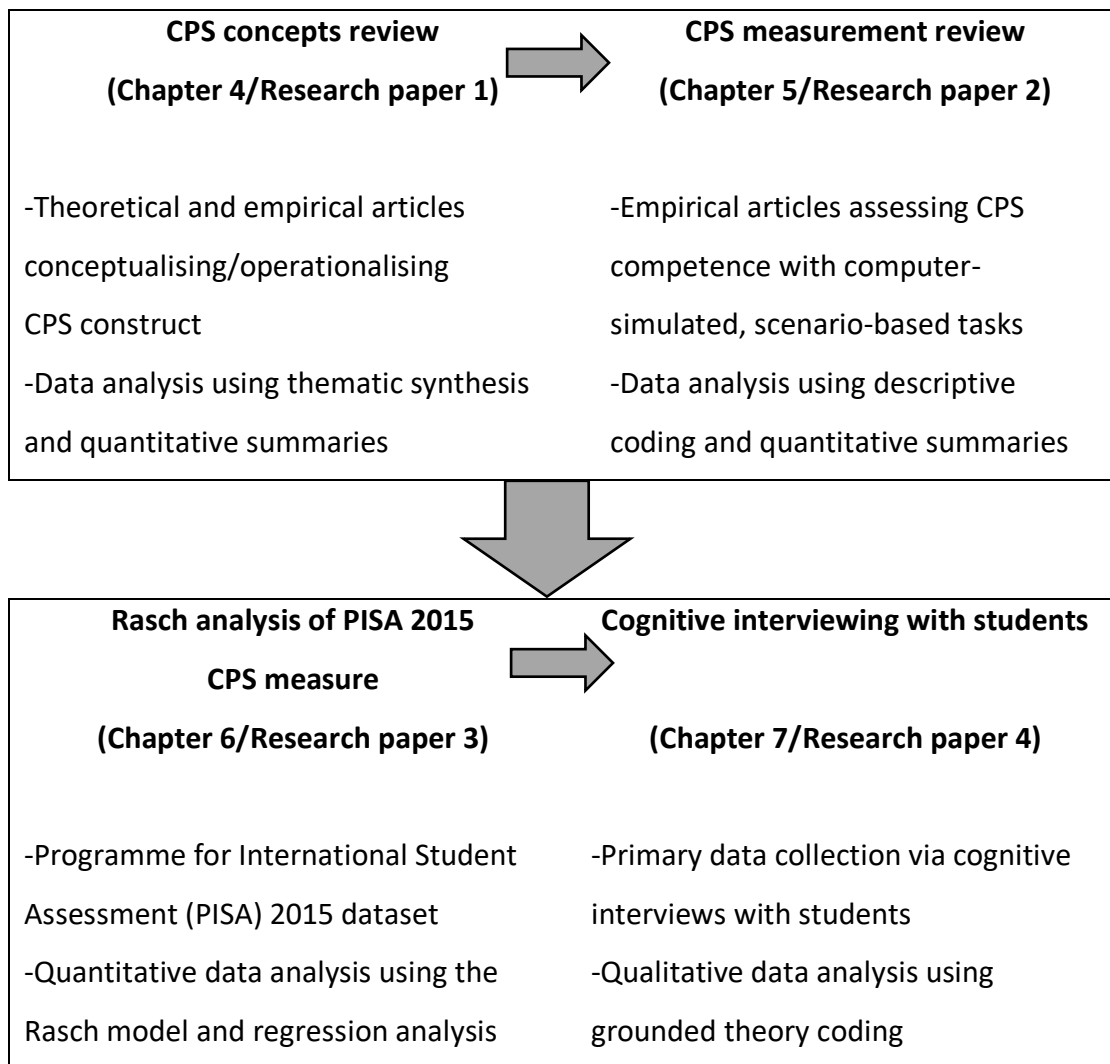 CPS concepts review
(Chapter 4/Research paper 1)
-Theoretical and empirical articles
conceptualising/operationalising
CPS construct
-Data analysis using thematic synthesis
and quantitative summaries
CPS measurement review
(Chapter 5/Research paper 2)
-Empirical articles assessing CPS
competence with computer-
simulated, scenario-based tasks
-Data analysis using descriptive
coding and quantitative summaries
Rasch analysis of PISA 2015
CPS measure
(Chapter 6/Research paper 3)
-Programme for International Student
Assessment (PISA) 2015 dataset
-Quantitative data analysis using the
Rasch model and regression analysis
Cognitive interviewing with students
(Chapter 7/Research paper 4)
-Primary data collection via cognitive
interviews with students
-Qualitative data analysis using
grounded theory coding